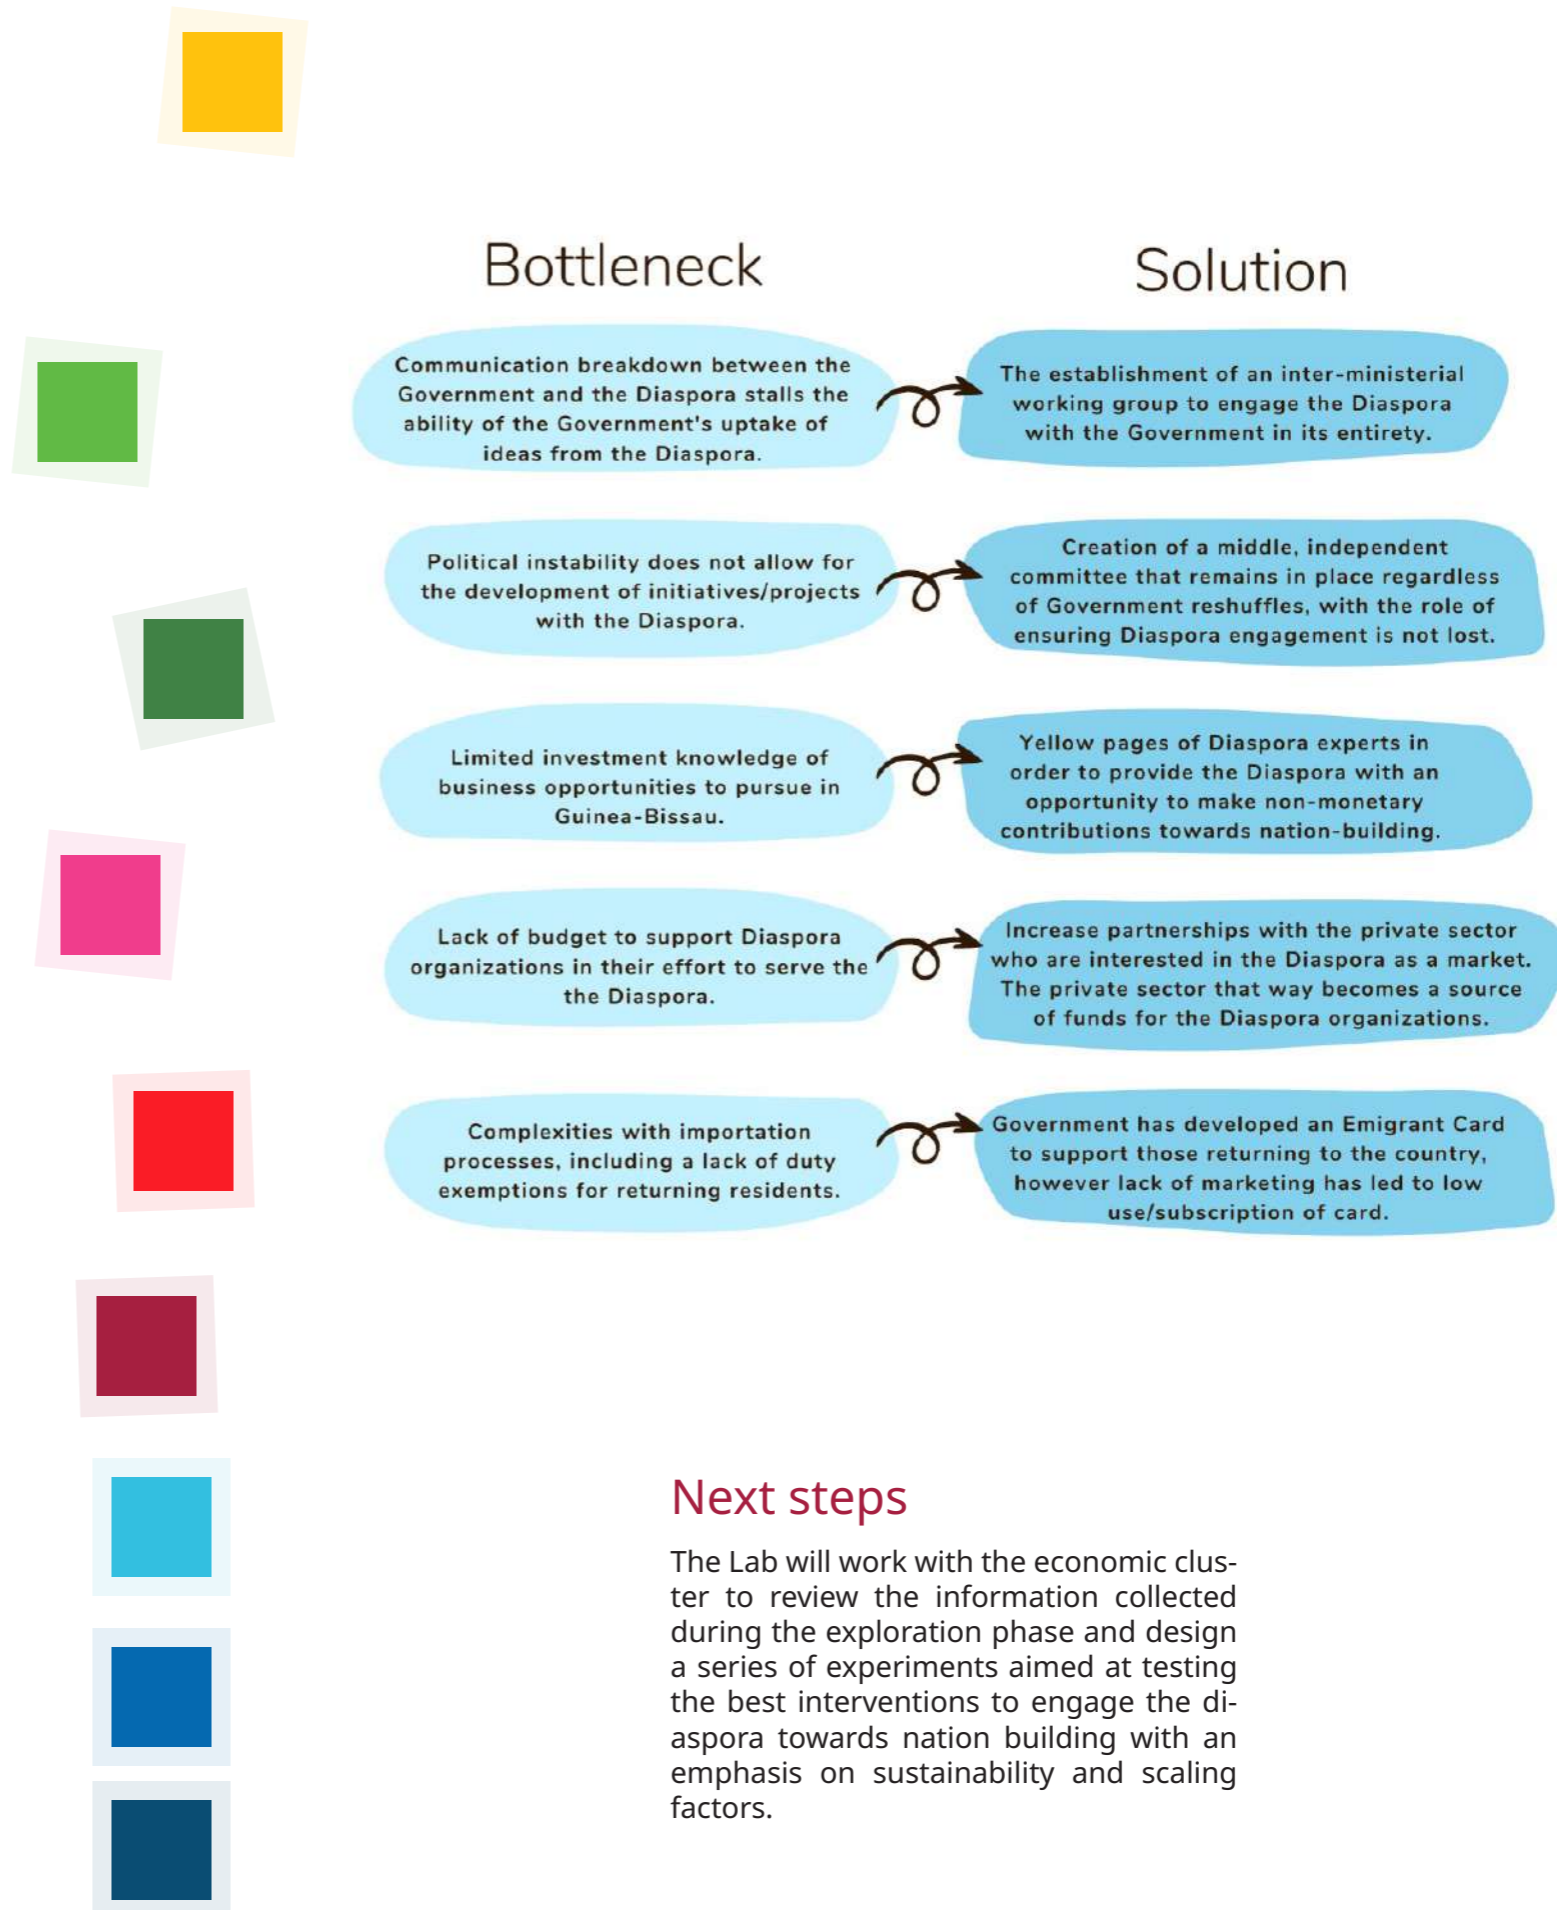 Bottleneck
Solution
Communication breakdown between the
Government and the Diaspora stalls the
ability of the Government's uptake of
ideas from the Diaspora.
The establishment of an inter-ministerial
working group to engage the Diaspora
with the Government in its entirety.
Political instability does not allow for
the development of initiatives/projects
with the Diaspora.
Creation of a middle, independent
committee that remains in place regardless
of Government reshuffles, with the role of
ensuring Diaspora engagement is not lost.
Limited investment knowledge of
business opportunities to pursue in
Guinea-Bissau.
Yellow pages of Diaspora experts in
order to provide the Diaspora with an
opportunity to make non-monetary
contributions towards nation-building.
Lack of budget to support Diaspora
organizations in their effort to serve the
the Diaspora.
Increase partnerships with the private sector
who are interested in the Diaspora as a market.
The private sector that way becomes a source
of funds for the Diaspora organizations.
Complexities with importation
processes, including a lack of duty
exemptions for returning residents.
Government has developed an Emigrant Card
to support those returning to the country,
however lack of marketing has led to low
use/subscription of card.
Next steps
The Lab will work with the economic clus-
ter to review the information collected
during the exploration phase and design
a series of experiments aimed at testing
the best interventions to engage the di-
aspora towards nation building with an
emphasis on sustainability and scaling
factors.